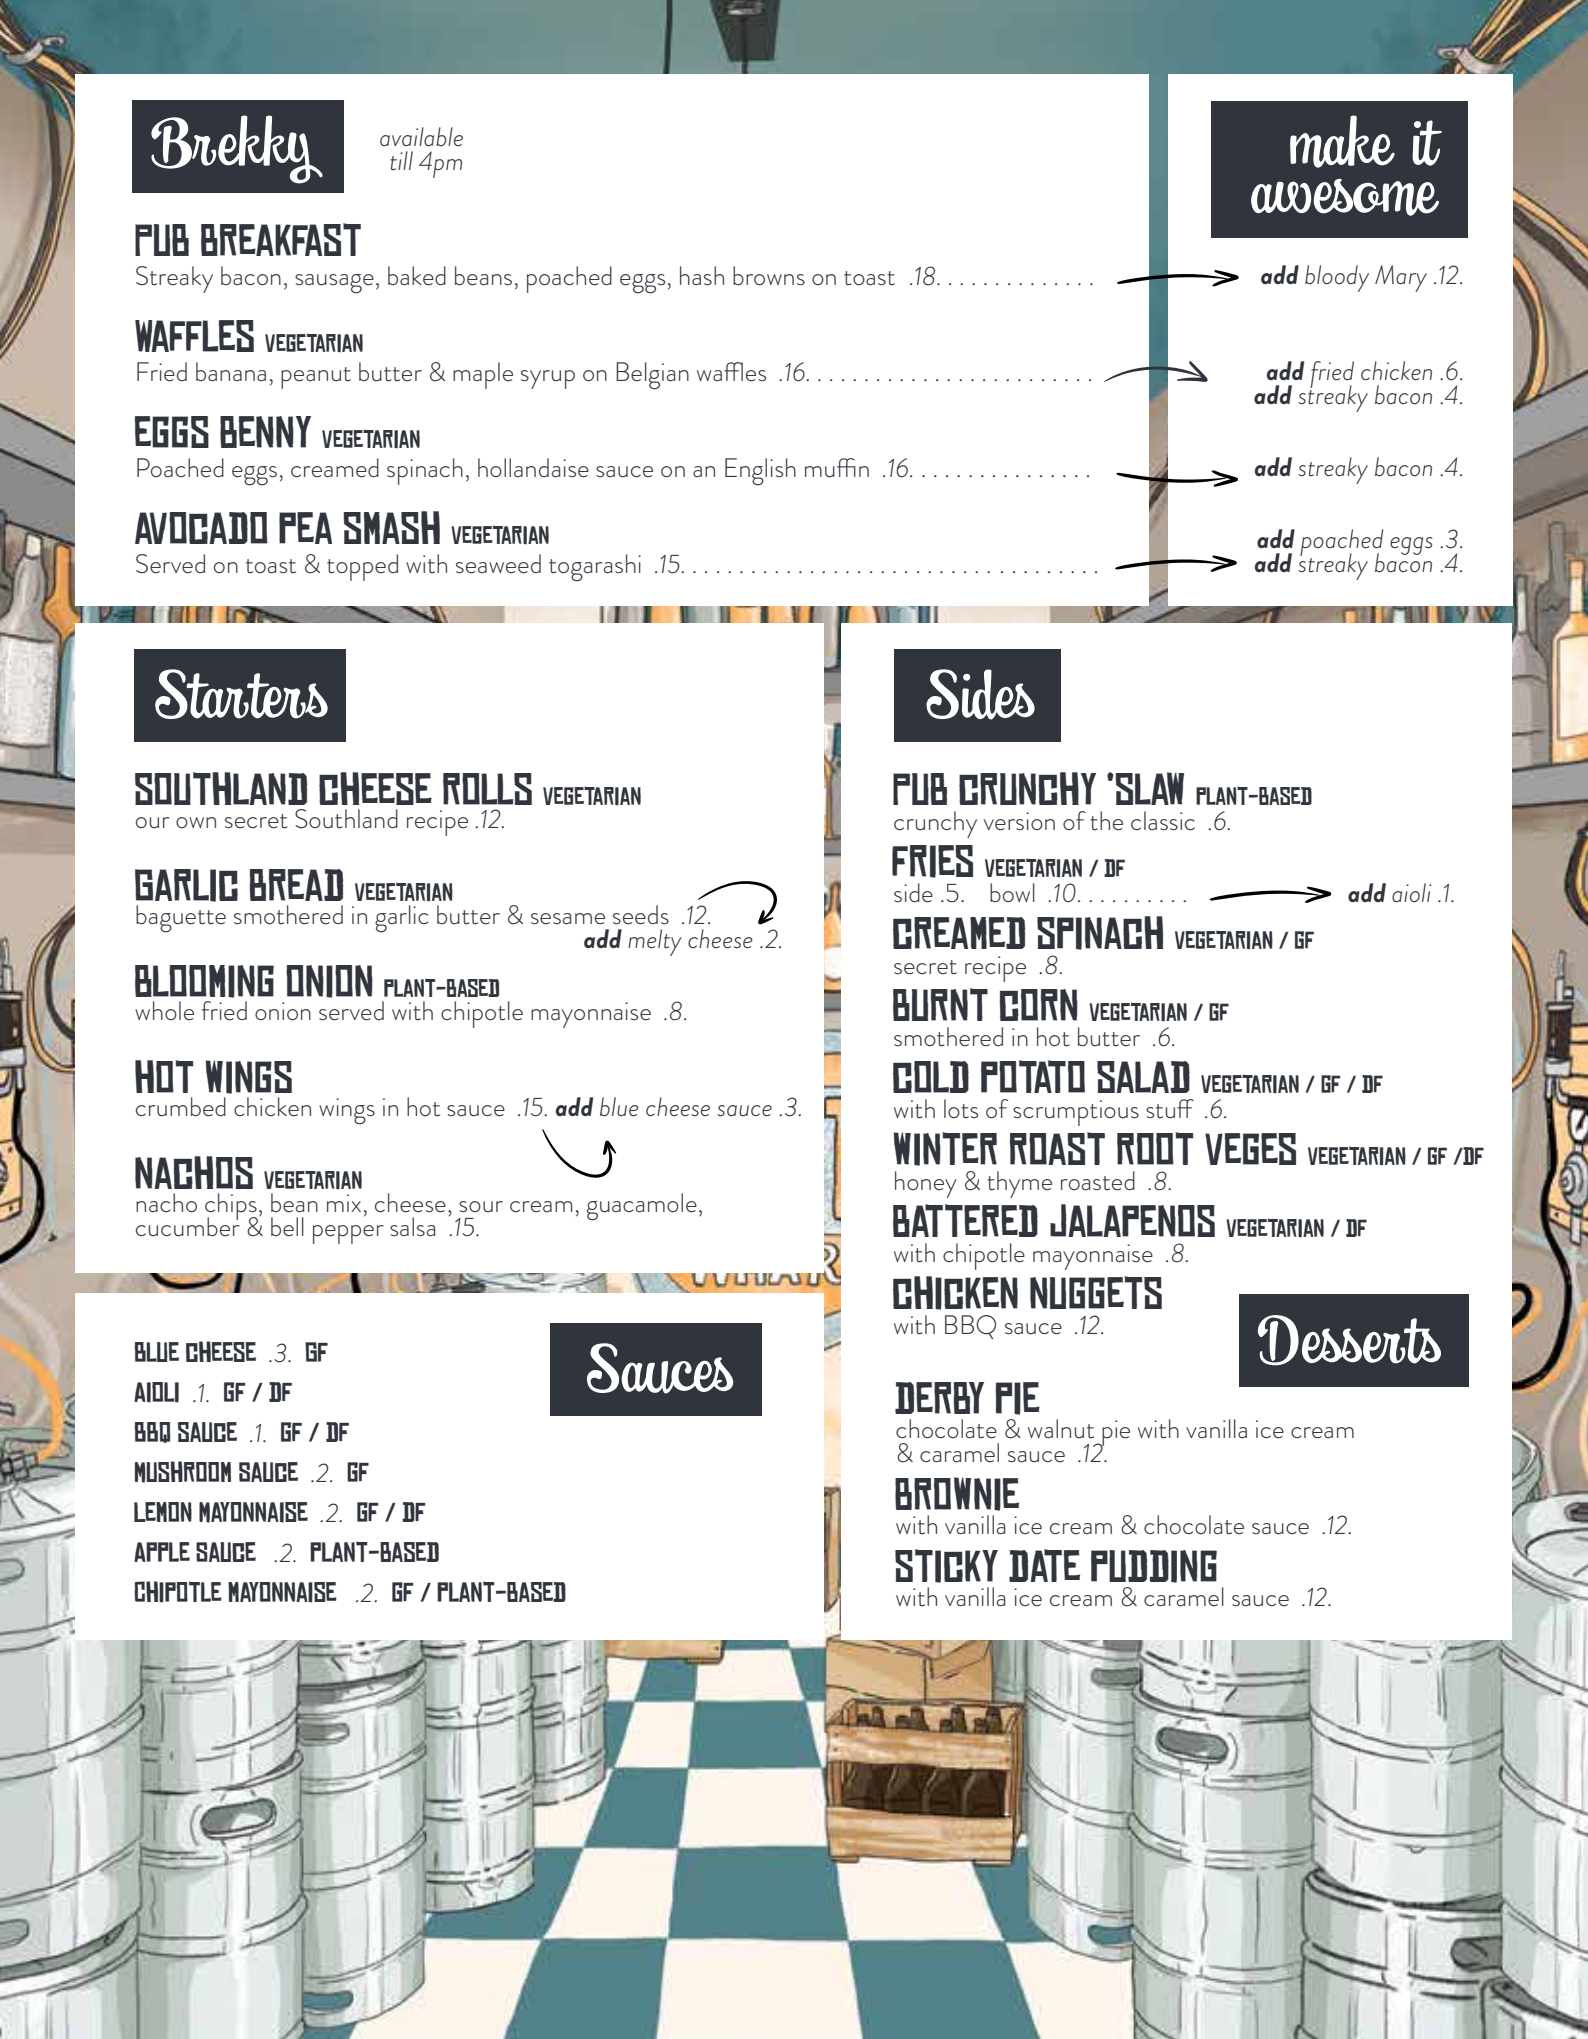 Brekky
available
till 4pm
PUB BREAKFAST
Streaky bacon, sausage, baked beans, poached eggs, hash browns on toast .18. . . . . . . . . . . . . .
WAFFLES VEGETARIAN
Fried banana, peanut butter & maple syrup on Belgian waffles .16. . . . . . . . . . . . . . . . . . . . . . . . .
EGGS BENNY VEGETARIAN
Poached eggs, creamed spinach, hollandaise sauce on an English muffin .16. . . . . . . . . . . . . . . .
AVOCADO PEA SMASH VEGETARIAN
Served on toast & topped with seaweed togarashi .15. . . . . . . . . . . . . . . . . . . . . . . . . . . . . . . . . . .
make it
awesome
add bloody Mary .12.
add fried chicken .6.
add streaky bacon .4.
add streaky bacon .4.
add poached eggs .3.
add streaky bacon .4.
Starters
SOUTHLAND CHEESE ROLLS VEGETARIAN
our own secret Southland recipe .12.
GARLIC BREAD VEGETARIAN
baguette smothered in garlic butter & sesame seeds .12.
add melty cheese .2.
BLOOMING ONION PLANT-BASED
whole fried onion served with chipotle mayonnaise .8.
HOT WINGS
crumbed chicken wings in hot sauce .15. add blue cheese sauce .3.
NACHOS VEGETARIAN
nacho chips, bean mix, cheese, sour cream, guacamole,
cucumber & bell pepper salsa .15.
Sauces
BLUE CHEESE .3. GF
AIOLI .1. GF / DF
BBQ SAUCE .1. GF / DF
MUSHROOM SAUCE .2. GF
LEMON MAYONNAISE .2. GF / DF
APPLE SAUCE .2. PLANT-BASED
CHIPOTLE MAYONNAISE .2. GF / PLANT-BASED
Sides
PUB CRUNCHY 'SLAW PLANT-BASED
crunchy version of the classic .6.
FRIES VEGETARIAN / DF
side .5. bowl .10. . . . . . . . . . add aioli .1.
CREAMED SPINACH VEGETARIAN / GF
secret recipe .8.
BURNT CORN VEGETARIAN / GF
smothered in hot butter .6.
COLD POTATO SALAD VEGETARIAN / GF / DF
with lots of scrumptious stuff .6.
WINTER ROAST ROOT VEGES VEGETARIAN / GF /DF
honey & thyme roasted .8.
BATTERED JALAPENOS VEGETARIAN / DF
with chipotle mayonnaise .8.
CHICKEN NUGGETS
with BBQ sauce .12.
Desserts
DERBY PIE
chocolate & walnut pie with vanilla ice cream
& caramel sauce .12.
BROWNIE
with vanilla ice cream & chocolate sauce .12.
STICKY DATE PUDDING
with vanilla ice cream & caramel sauce .12.